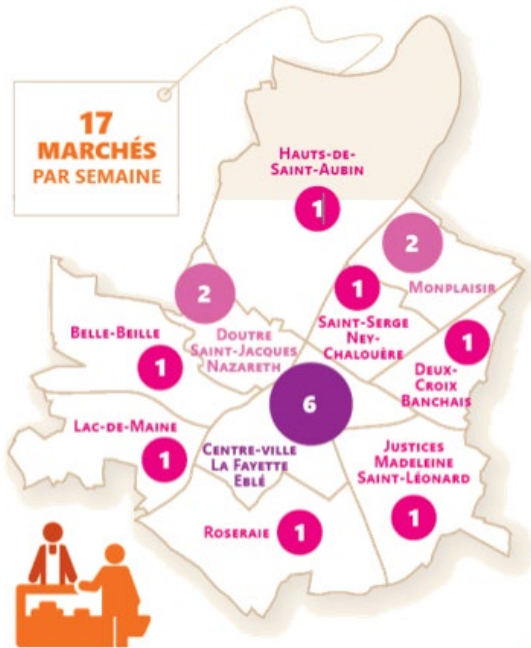 17
MARCHÉS
PAR SEMAINE
HAUTS-DE-
SAINT-AUBIN
1
2
MONPLAISIR
1
SAINT-SERGE
NEY-
CHALOUÈRE
2
DOUTRE
SAINT-JACQUES
NAZARETH
BELLE-BEILLE
1
1
DEUX-
CROIX
BANCHAIS
6
CENTRE-VILLE
LA FAYETTE
EBLÉ
LAC-DE-MAINE
1
JUSTICES
MADELEINE
SAINT-LÉONARD
1
ROSERAIE
1